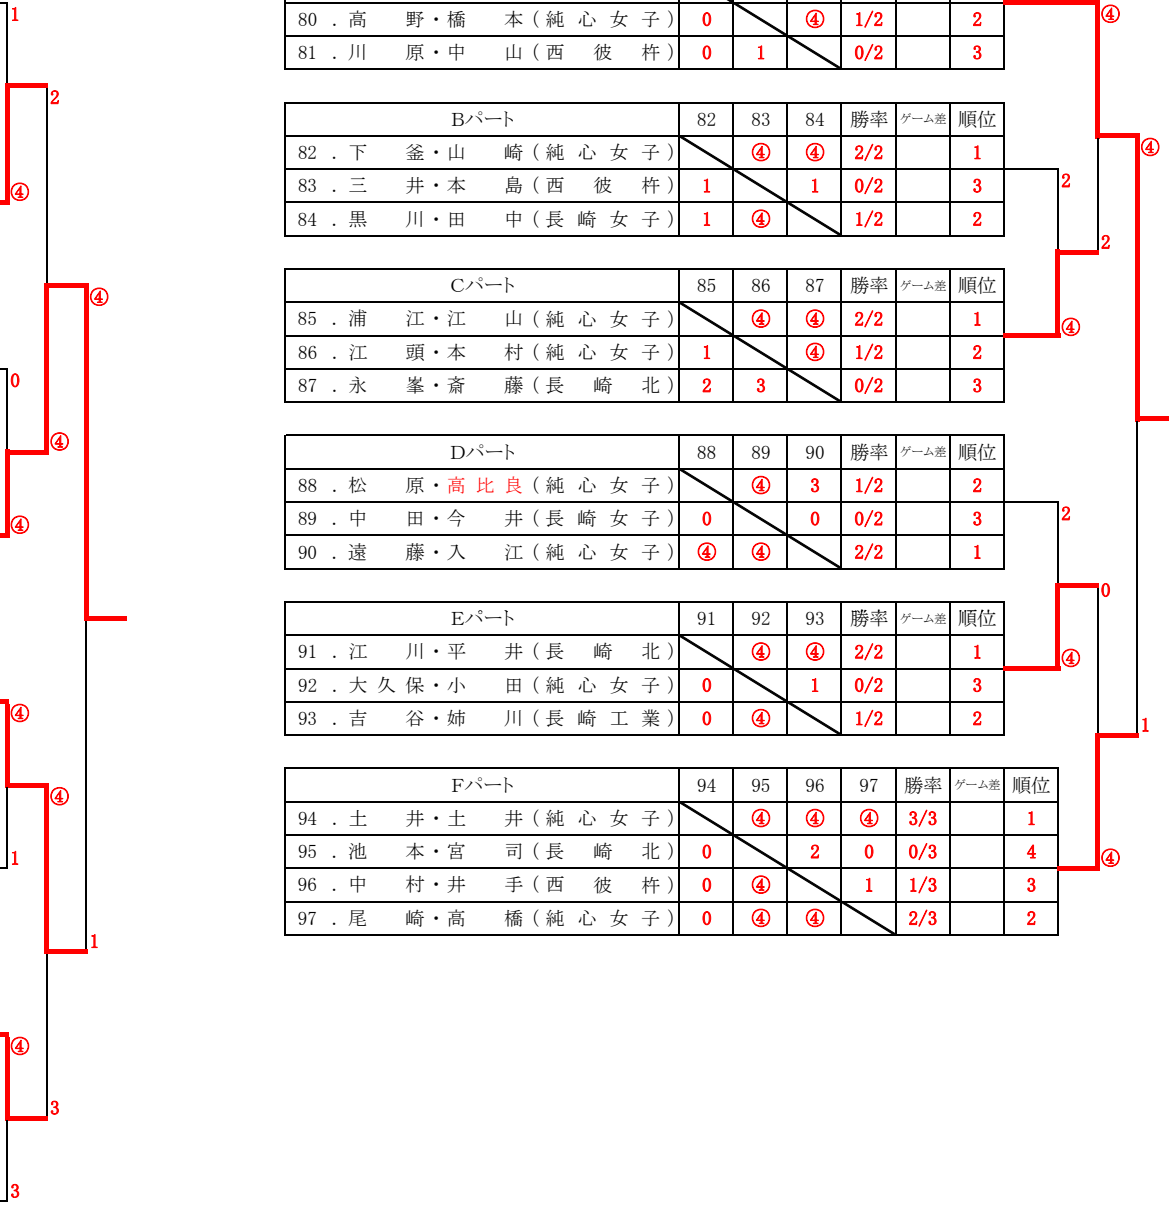 1
80．高 野・橋 本（純心女子） 0 ④ 1/2 2
④
81．川 原・中 山（西彼杵） 0 1 0/2 3
2
Bパート 82 83 84 勝率 ゲーム差 順位
④
82．下 釜・山 崎（純心女子） ④ ④ 2/2 1
④
83．三 井・本 島（西彼杵） 1 1 0/2 3
2
84．黒 川・田 中（長崎女子） 1 ④ 1/2 2
2
Cパート 85 86 87 勝率 ゲーム差 順位
④
85．浦 江・江 山（純心女子） ④ ④ 2/2 1
④
86．江 頭・本 村（純心女子） 1 ④ 1/2 2
0
87．永 峯・斎 藤（長崎北） 2 3 0/2 3
④
Dパート 88 89 90 勝率 ゲーム差 順位
88．松 原・高比良（純心女子） ④ 3 1/2 2
④
89．中 田・今 井（長崎女子） 0 0 0/2 3
2
90．遠 藤・入 江（純心女子） ④ ④ 2/2 1
0
Eパート 91 92 93 勝率 ゲーム差 順位
91．江 川・平 井（長崎北） ④ ④ 2/2 1
④
92．大久保・小 田（純心女子） 0 1 0/2 3
④
93．吉 谷・姉 川（長崎工業） 0 ④ 1/2 2
1
Fパート 94 95 96 97 勝率 ゲーム差 順位
④
94．土 井・土 井（純心女子） ④ ④ ④ 3/3 1
95．池 本・宮 司（長崎北） 0 2 0 0/3 4
1
④
96．中 村・井 手（西彼杵） 0 ④ 1 1/3 3
97．尾 崎・高 橋（純心女子） 0 ④ ④ 2/3 2
1
④
3
3